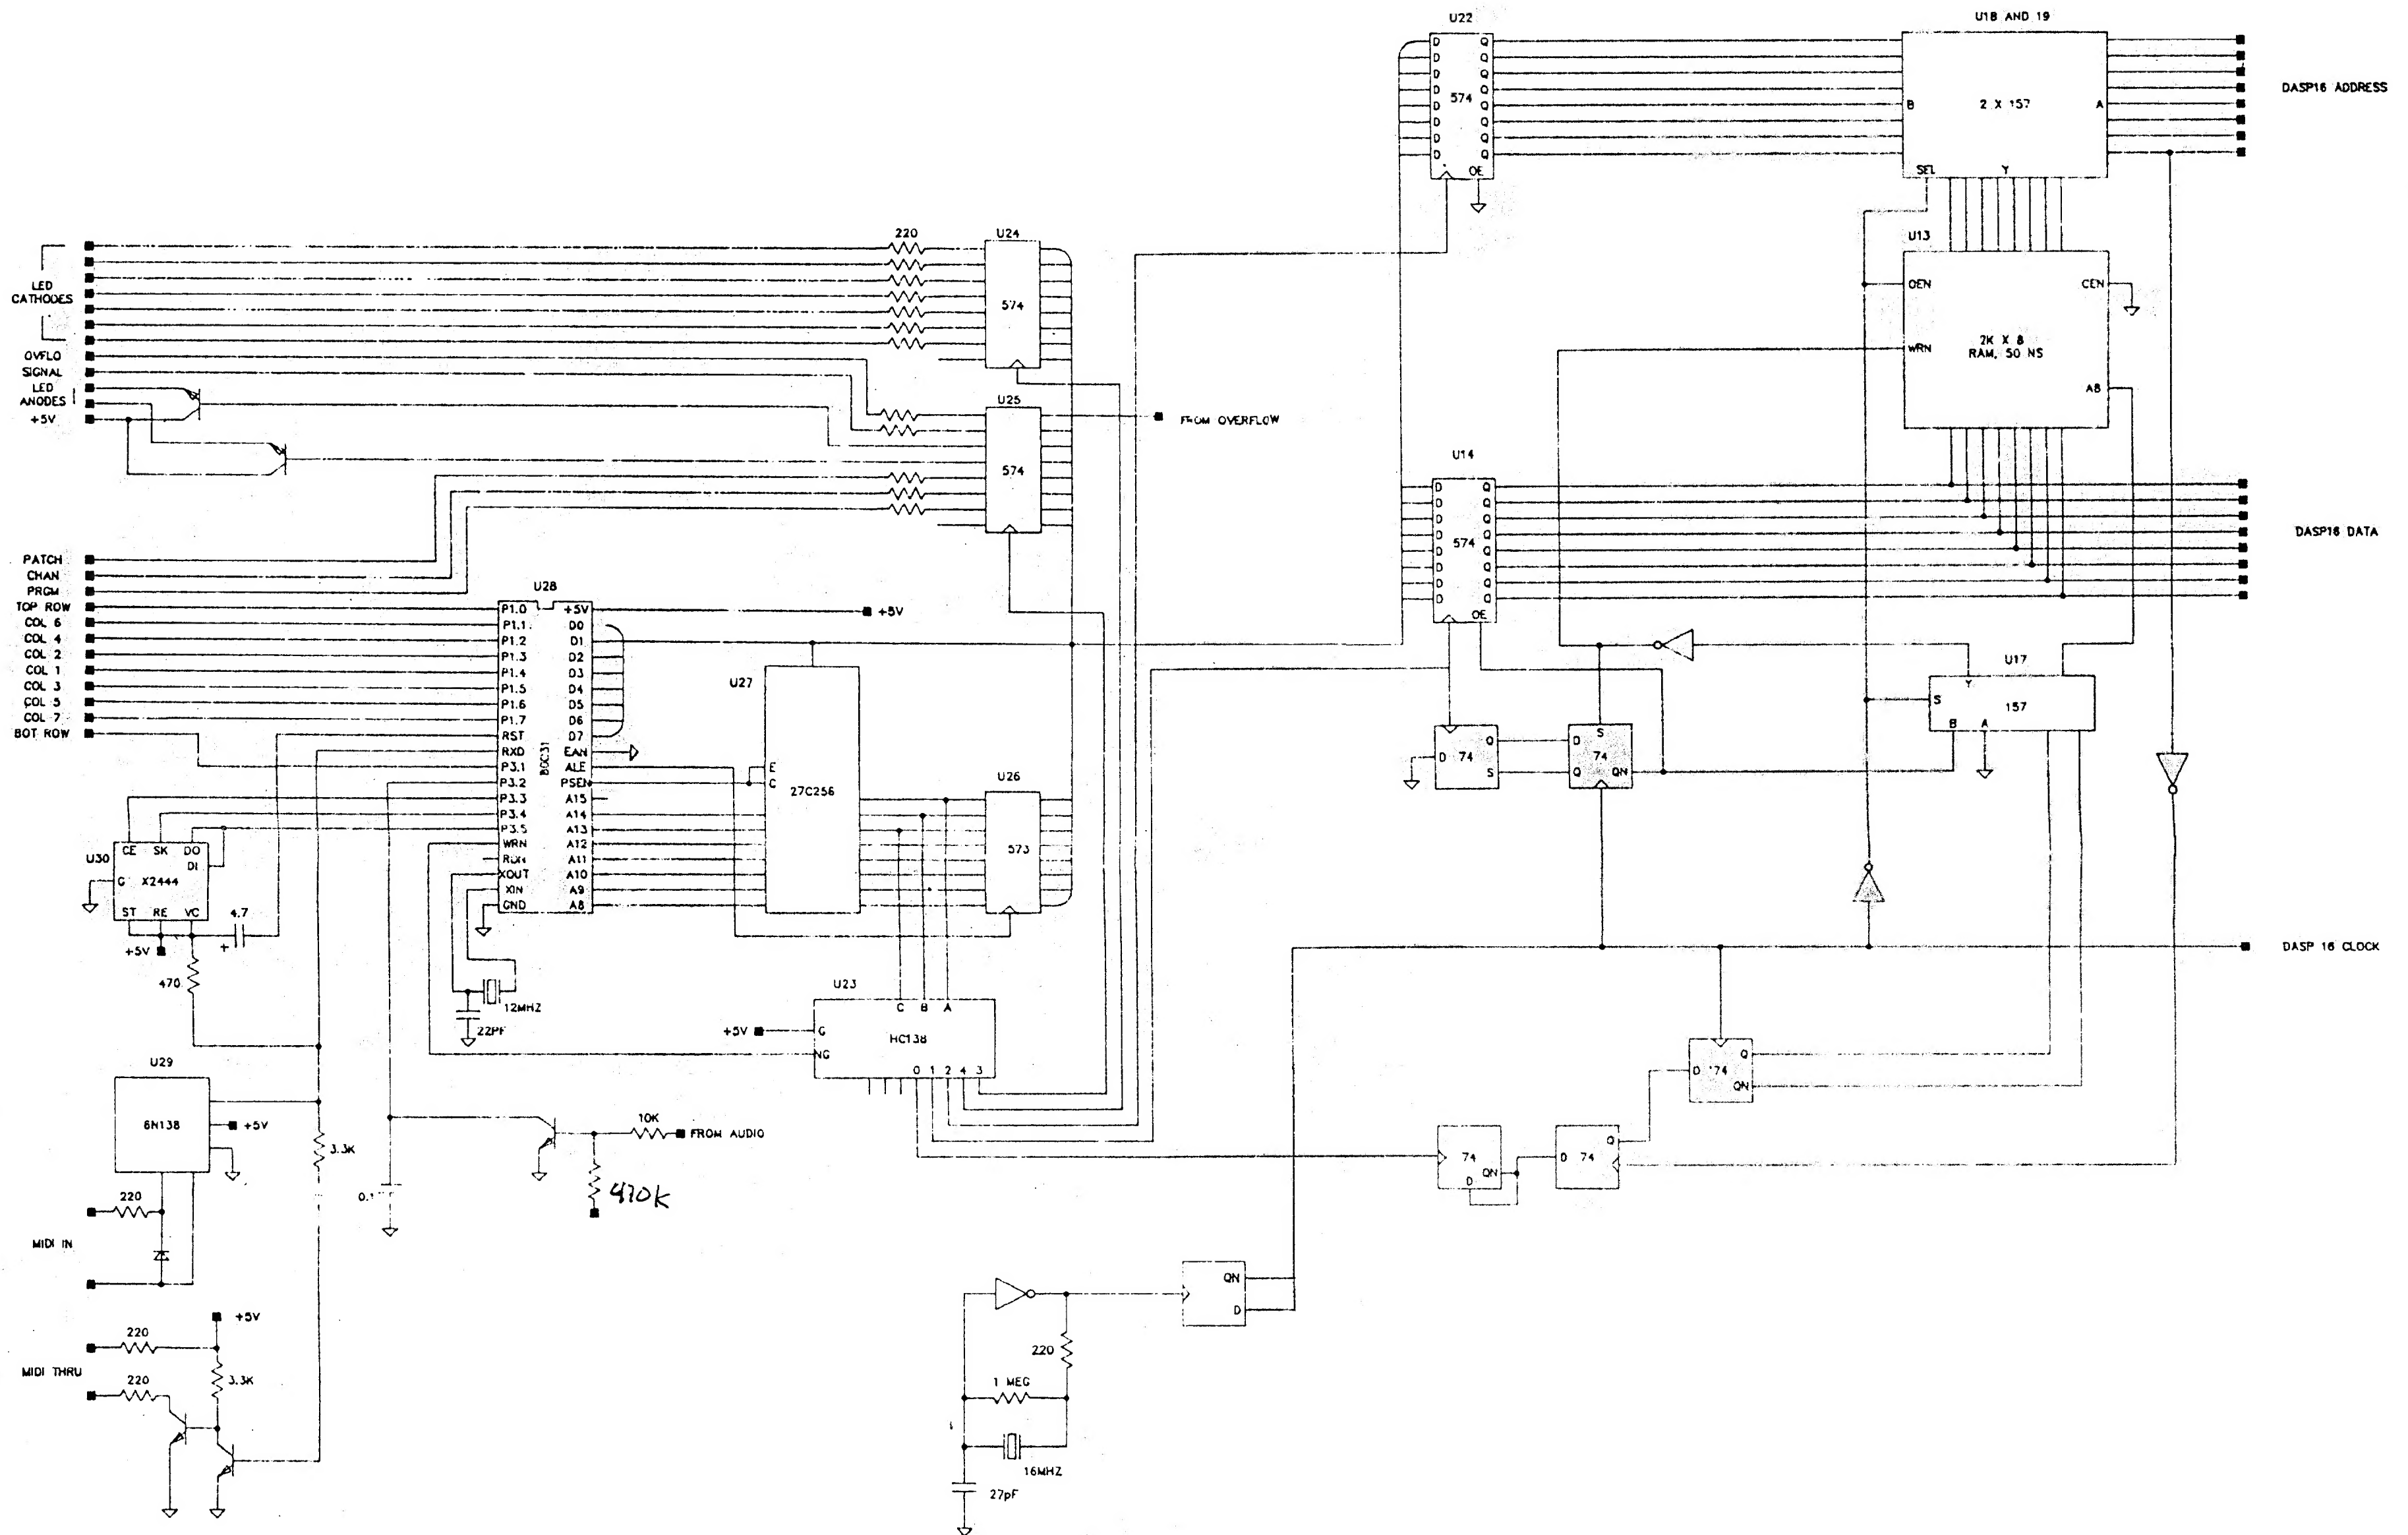 U22
D Q
D Q
D Q
D Q
574
D Q
D Q
D Q
D Q
OE
U18 AND 19
B 2 X 157 A
SEL Y
DASP16 ADDRESS
U13
OEN CEN
2K X 8
RAM, 50 NS
WRN
A8
220
U24
574
LED
CATHODES
OVFLO
SIGNAL
LED
ANODES
+5V
U25
574
FROM OVERFLOW
U14
D Q
D Q
D Q
D Q
574
D Q
D Q
D Q
D Q
OE
DASP16 DATA
PATCH
CHAN
PRGM
TOP ROW
COL 6
COL 4
COL 2
COL 1
COL 3
COL 5
COL 7
BOT ROW
U28
80C31
P1.0 +5V
P1.1 D0
P1.2 D1
P1.3 D2
P1.4 D3
P1.5 D4
P1.6 D5
P1.7 D6
RST D7
RXD EAN
P3.1 ALE
P3.2 PSEN
P3.3 A15
P3.4 A14
P3.5 A13
WRN A12
RDN A11
XOUT A10
XIN A9
GND A8
+5V
U27
E
27C256
U26
573
U17
Y
S 157
B A
D 74 Q
S
S
D 74
Q QN
U30
CE SK DO
DI
G X2444
ST RE VC
+5V
4.7
+
470
12MHZ
22PF
U23
C B A
+5V G
HC138
NG
0 1 2 4 3
DASP 16 CLOCK
Q
D 74
QN
U29
6N138
+5V
3.3K
0.1
10K
FROM AUDIO
470K
74
QN
D
Q
D 74
220
MIDI IN
+5V
220
MIDI THRU
3.3K
220
QN
D
220
1 MEG
16MHZ
27pF